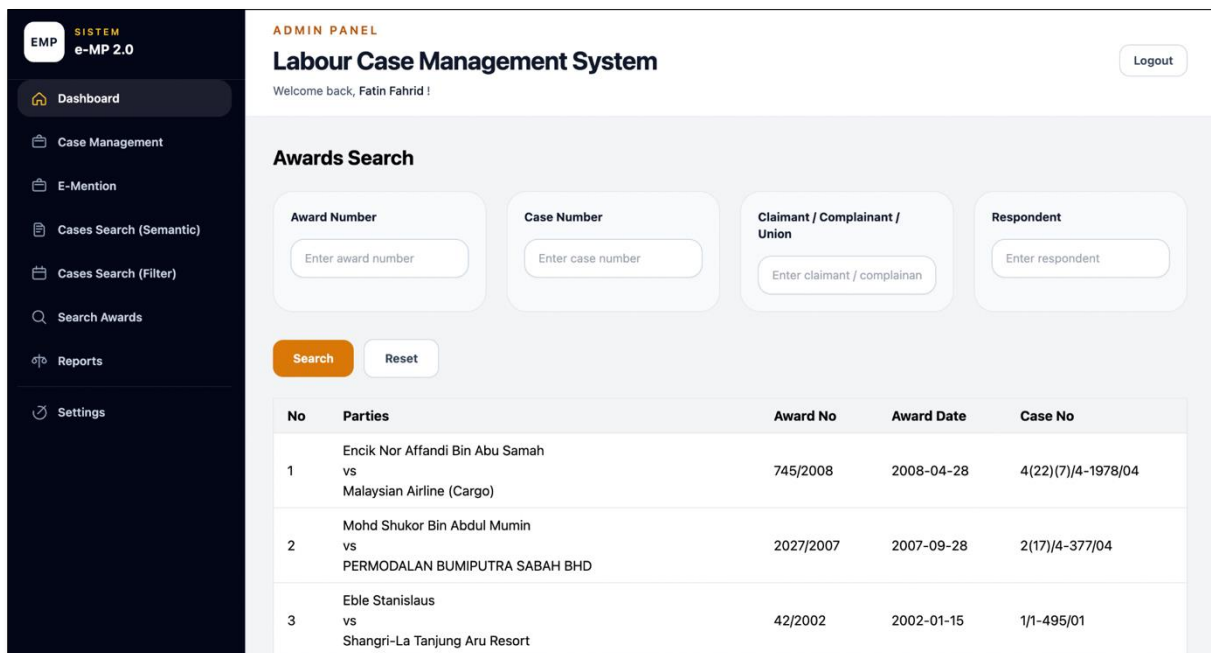 EMP
SISTEM
e-MP 2.0
Dashboard
Case Management
E-Mention
Cases Search (Semantic)
Cases Search (Filter)
Search Awards
Reports
Settings
ADMIN PANEL
Labour Case Management System
Welcome back, Fatin Fahrid !
Logout
Awards Search
Award Number
Enter award number
Case Number
Enter case number
Claimant / Complainant /
Union
Enter claimant / complainan
Respondent
Enter respondent
Search
Reset
No Parties Award No Award Date Case No
1 Encik Nor Affandi Bin Abu Samah
vs
Malaysian Airline (Cargo) 745/2008 2008-04-28 4(22)(7)/4-1978/04
2 Mohd Shukor Bin Abdul Mumin
vs
PERMODALAN BUMIPUTRA SABAH BHD 2027/2007 2007-09-28 2(17)/4-377/04
3 Eble Stanislaus
vs
Shangri-La Tanjung Aru Resort 42/2002 2002-01-15 1/1-495/01